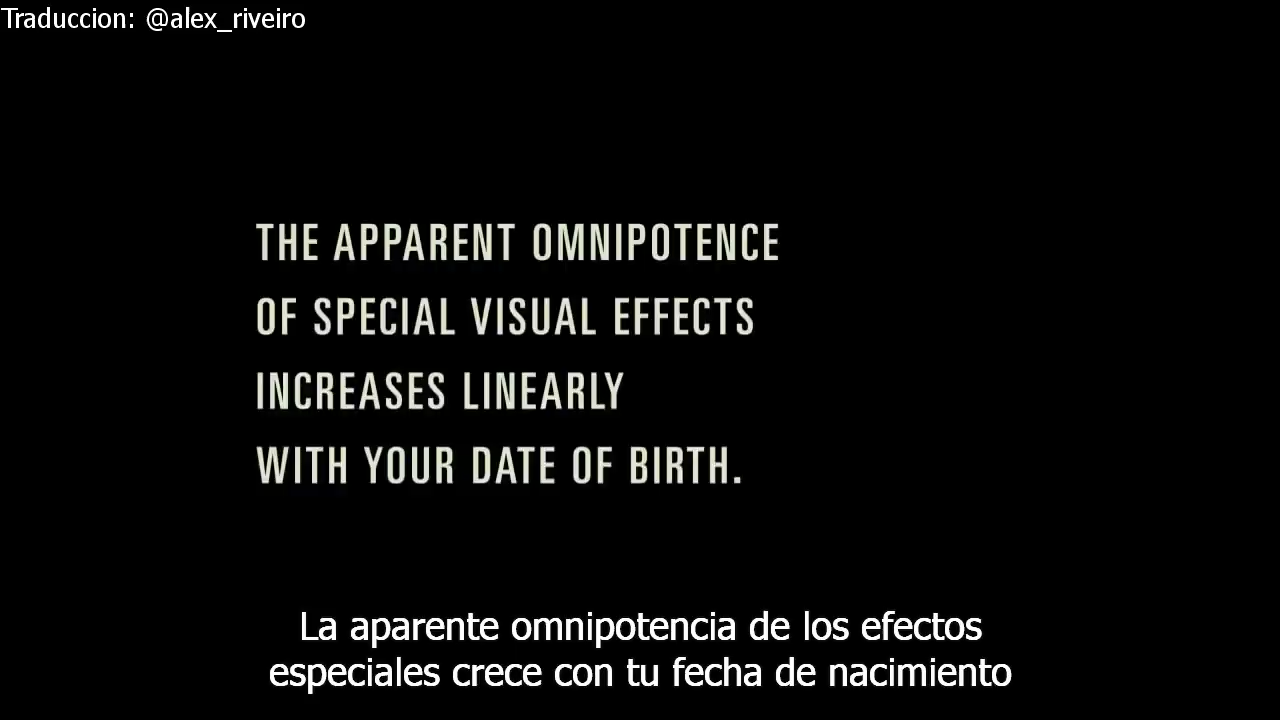 Traduccion: @alex_riveiro
THE APPARENT OMNIPOTENCE
OF SPECIAL VISUAL EFFECTS
INCREASES LINEARLY
WITH YOUR DATE OF BIRTH.
La aparente omnipotencia de los efectos
especiales crece con tu fecha de nacimiento